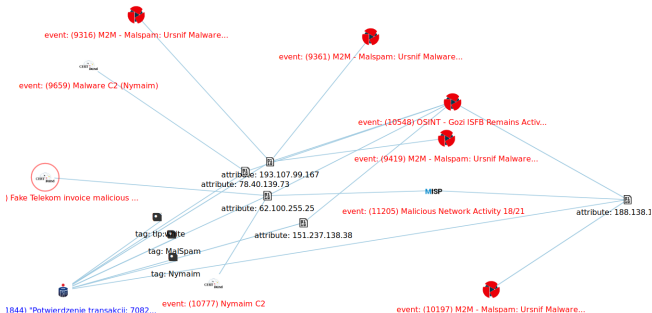 event: (9316) M2M - Malspam: Ursnif Malware...
event: (9361) M2M - Malspam: Ursnif Malware...
event: (9659) Malware C2 (Nymaim)
event: (10548) OSINT - Gozi ISFB Remains Activ...
event: (9419) M2M - Malspam: Ursnif Malware...
attribute: 193.107.99.167
attribute: 78.40.139.73
) Fake Telekom invoice malicious ...
MISP
attribute: 62.100.255.25
event: (11205) Malicious Network Activity 18/21
attribute: 188.138.1
tag: tlp:white
attribute: 151.237.138.38
tag: MalSpam
tag: Nymaim
event: (10777) Nymaim C2
1844) "Potwierdzenie transakcji: 7082...
event: (10197) M2M - Malspam: Ursnif Malware...